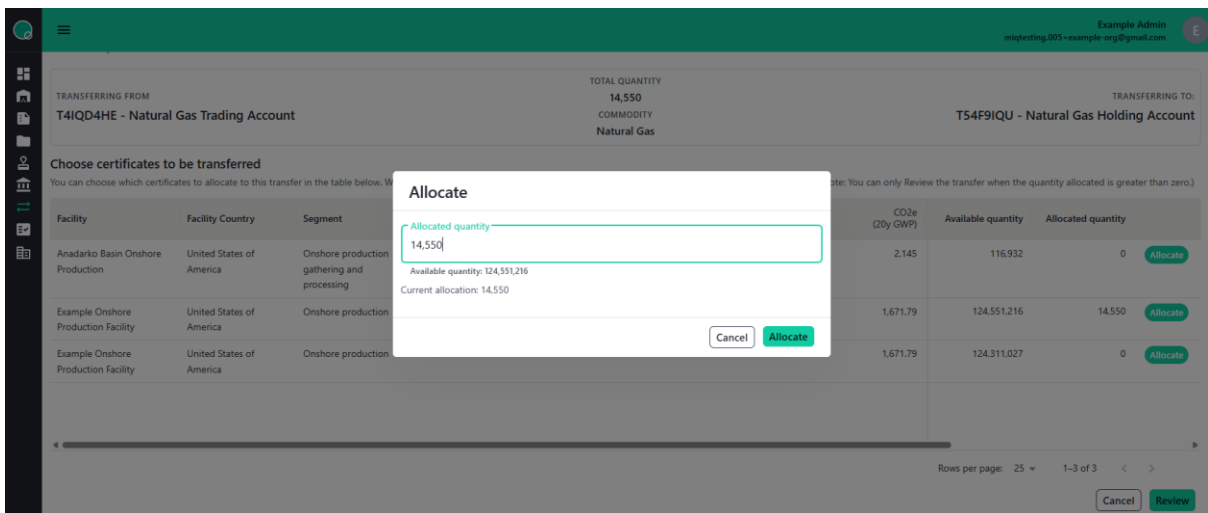 Example Admin
miqtesting.005+example-org@gmail.com
E
TOTAL QUANTITY
TRANSFERRING FROM
14,550
TRANSFERRING TO:
T4IQD4HE - Natural Gas Trading Account
COMMODITY
T54F9IQU - Natural Gas Holding Account
Natural Gas
Choose certificates to be transferred
You can choose which certificates to allocate to this transfer in the table below. W
ote: You can only Review the transfer when the quantity allocated is greater than zero.)
Facility
Facility Country
Segment
CO2e
(20y GWP)
Available quantity
Allocated quantity
Anadarko Basin Onshore
Production
United States of
America
Onshore production
gathering and
processing
2,145
116,932
0
Allocate
Example Onshore
Production Facility
United States of
America
Onshore production
1,671.79
124,551,216
14,550
Allocate
Example Onshore
Production Facility
United States of
America
Onshore production
1,671.79
124,311,027
0
Allocate
Allocate
Allocated quantity
14,550
Available quantity: 124,551,216
Current allocation: 14,550
Cancel
Allocate
Rows per page: 25
1–3 of 3
Cancel
Review